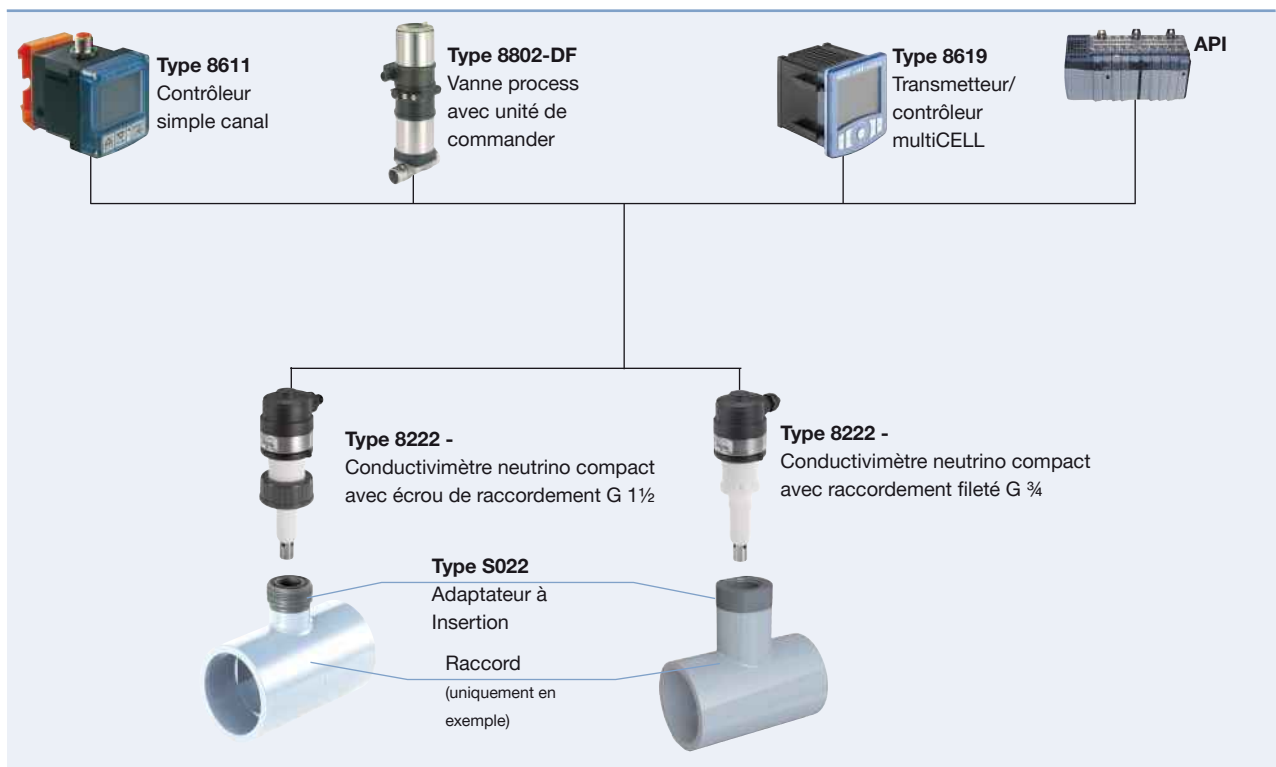 Type 8611
Contrôleur
simple canal
Type 8802-DF
Vanne process
avec unité de
commander
Type 8619
Transmetteur/
contrôleur
multiCELL
API
Type 8222 -
Conductivimètre neutrino compact
avec écrou de raccordement G 1½
Type 8222 -
Conductivimètre neutrino compact
avec raccordement fileté G ¾
Type S022
Adaptateur à
Insertion
Raccord
(uniquement en
exemple)